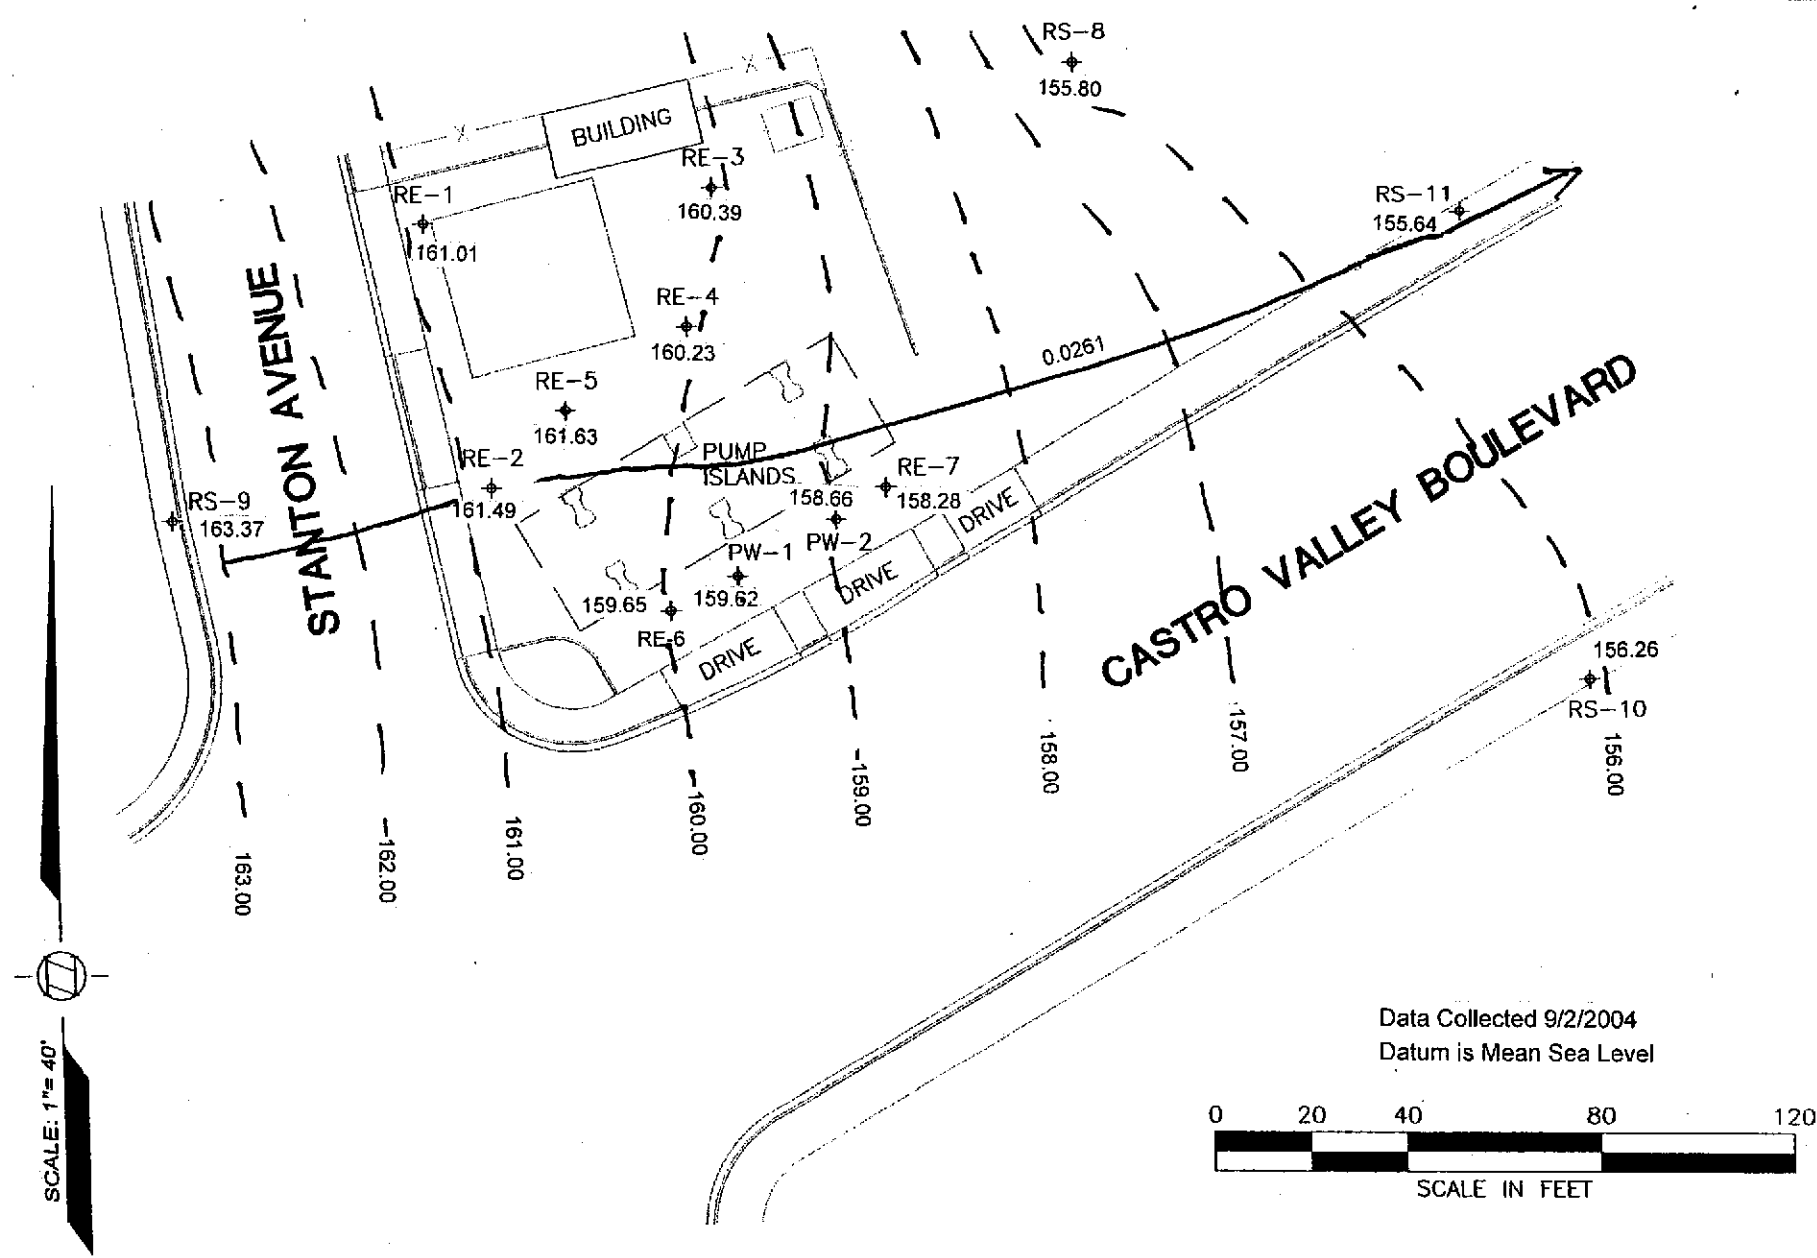 RS-8
155.80
BUILDING
RE-3
160.39
RE-1
161.01
RS-11
155.64
STANTON AVENUE
RE-4
160.23
0.0261
RE-5
161.63
RE-2
161.49
PUMP
ISLANDS
RE-7
158.28
158.66
RS-9
163.37
DRIVE
PW-1
PW-2
DRIVE
159.65
159.62
RE-6
DRIVE
CASTRO VALLEY BOULEVARD
156.26
RS-10
163.00
162.00
161.00
160.00
159.00
158.00
157.00
156.00
SCALE: 1"= 40'
Data Collected 9/2/2004
Datum is Mean Sea Level
0 20 40 80 120
SCALE IN FEET